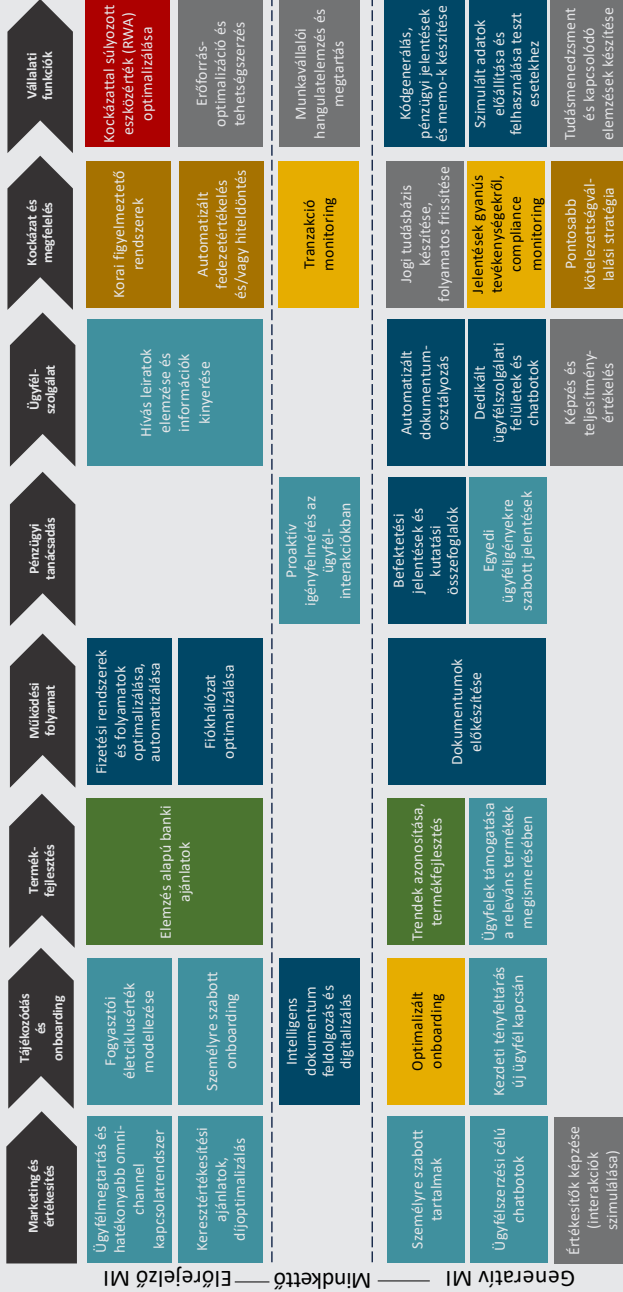 Marketing és
értékesítés
Tájékozódás
és
onboarding
Termék-
fejlesztés
Működési
folyamat
Pénzügyi
tanácsadás
Ügyfél-
szolgálat
Kockázat és
megfelelés
Vállalati
funkciók
Előrejelző MI
Ügyfélmegtartás és
hatékonyabb omni-
channel
kapcsolatrendszer
Keresztértékesítési
ajánlatok,
díjoptimalizálás
Fogyasztói
életciklusérték
modellezése
Személyre szabott
onboarding
Elemzés alapú banki
ajánlatok
Fizetési rendszerek
és folyamatok
optimalizálása,
automatizálása
Fiókhálózat
optimalizálása
Hívás leiratok
elemzése és
információk
kinyerése
Korai figyelmeztető
rendszerek
Automatizált
fedezetértékelés
és/vagy hiteldöntés
Kockázattal súlyozott
eszközérték (RWA)
optimalizálása
Erőforrás-
optimalizáció és
tehetségszerzés
Mindkettő
Intelligens
dokumentum
feldolgozás és
digitalizálás
Proaktív
igényfelmérés az
ügyfél-
interakciókban
Tranzakció
monitoring
Munkavállalói
hangulatelemzés és
megtartás
Generatív MI
Személyre szabott
tartalmak
Ügyfélszerzési célú
chatbotok
Értékesítők képzése
(interakciók
szimulálása)
Optimalizált
onboarding
Kezdeti tényfeltárás
új ügyfél kapcsán
Trendek azonosítása,
termékfejlesztés
Ügyfelek támogatása
a releváns termékek
megismerésében
Dokumentumok
előkészítése
Befektetési
jelentések és
kutatási
összefoglalók
Egyedi
ügyféligényekre
szabott jelentések
Automatizált
dokumentum-
osztályozás
Dedikált
ügyfélszolgálati
felületek és
chatbotok
Képzés és
teljesítmény-
értékelés
Jogi tudásbázis
készítése,
folyamatos frissítése
Jelentések gyanús
tevékenységekről,
compliance
monitoring
Pontosabb
kötelezettségvál-
lalási stratégia
Kódgenerálás,
pénzügyi jelentések
és memo-k készítése
Szimulált adatok
előállítása és
felhasználása teszt
esetekhez
Tudásmenedzsment
és kapcsolódó
elemzések készítése